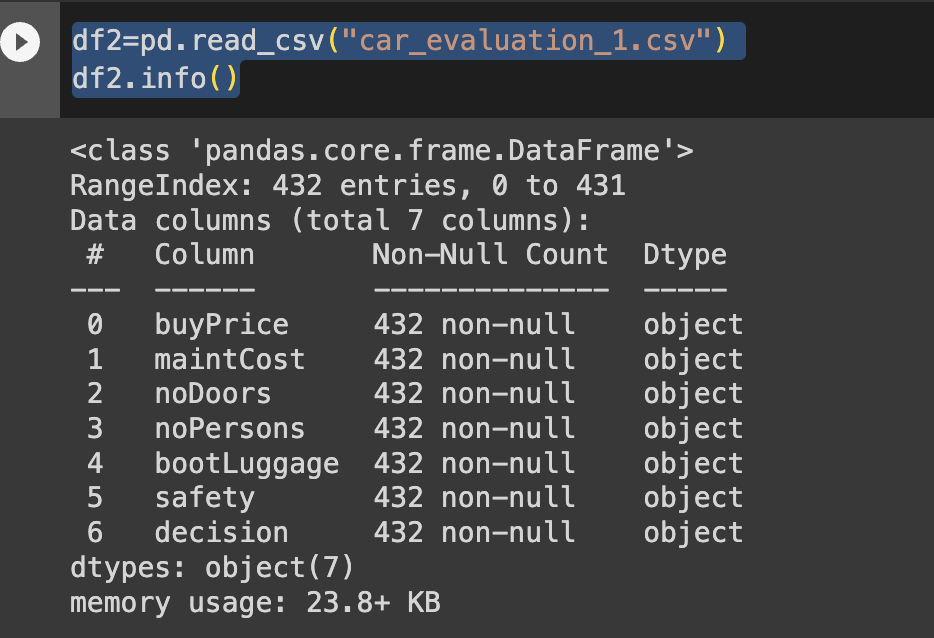 df2=pd.read_csv("car_evaluation_1.csv")
df2.info()
<class 'pandas.core.frame.DataFrame'>
RangeIndex: 432 entries, 0 to 431
Data columns (total 7 columns):
 #   Column       Non-Null Count  Dtype
---  ------       --------------  -----
 0   buyPrice     432 non-null    object
 1   maintCost    432 non-null    object
 2   noDoors      432 non-null    object
 3   noPersons    432 non-null    object
 4   bootLuggage  432 non-null    object
 5   safety       432 non-null    object
 6   decision     432 non-null    object
dtypes: object(7)
memory usage: 23.8+ KB